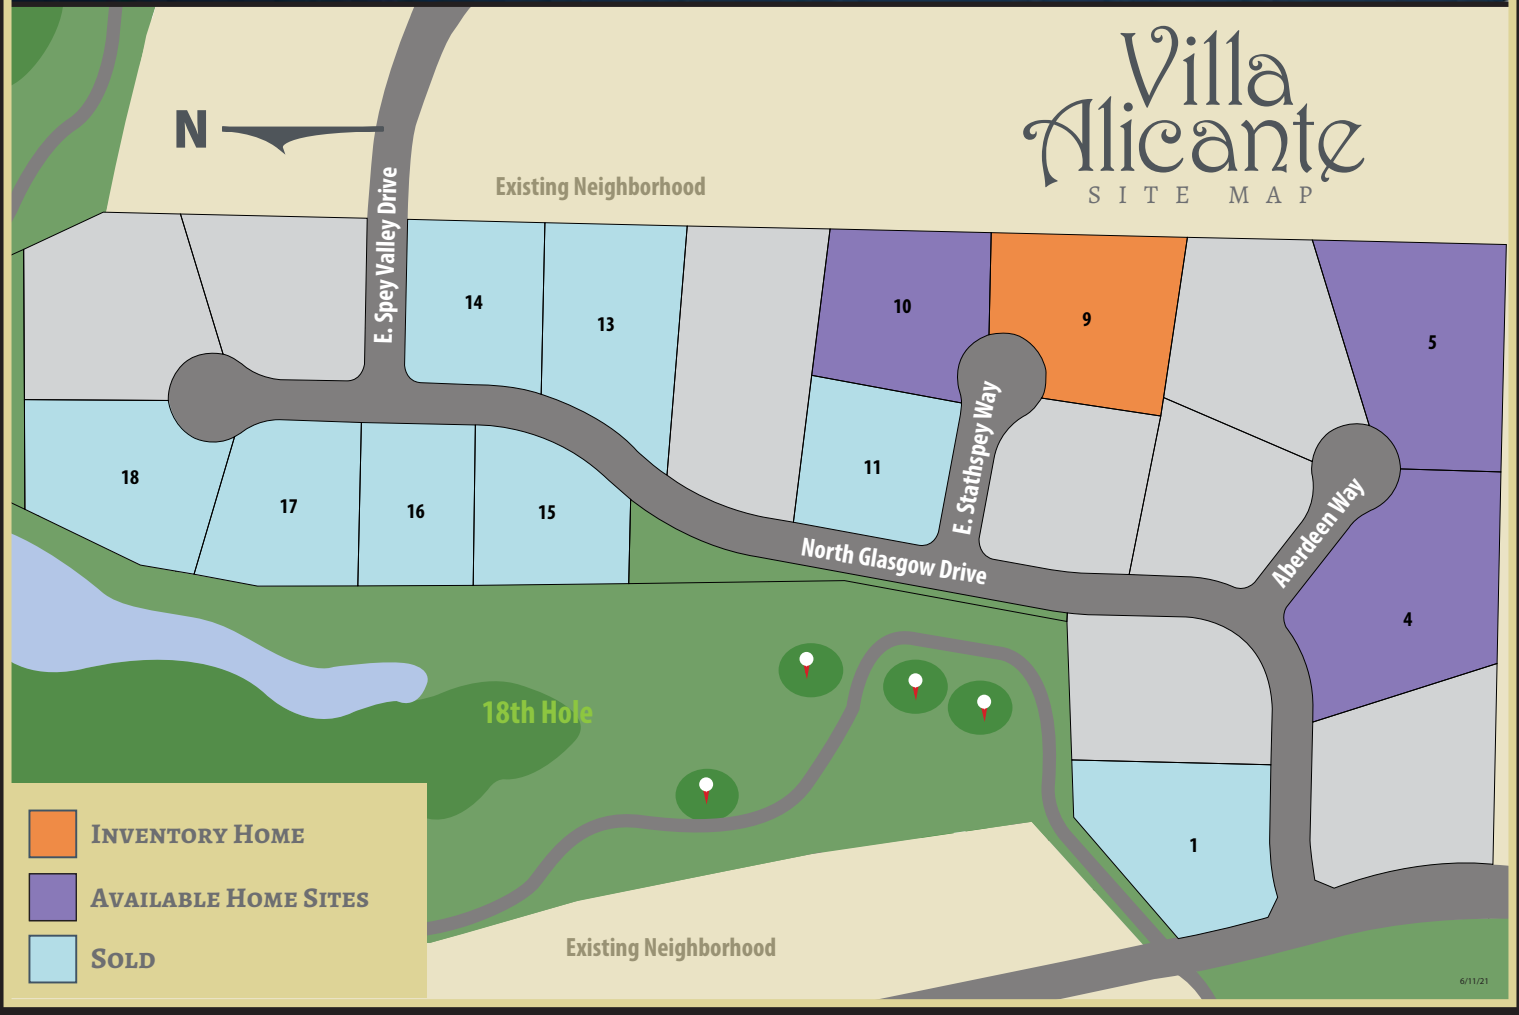 Villa
Alicante
SITE MAP
N
E. Spey Valley Drive
Existing Neighborhood
14
13
10
9
5
18
17
16
15
11
E. Stathspey Way
North Glasgow Drive
Aberdeen Way
4
18th Hole
1
Inventory Home
Available Home Sites
Sold
Existing Neighborhood
6/11/21